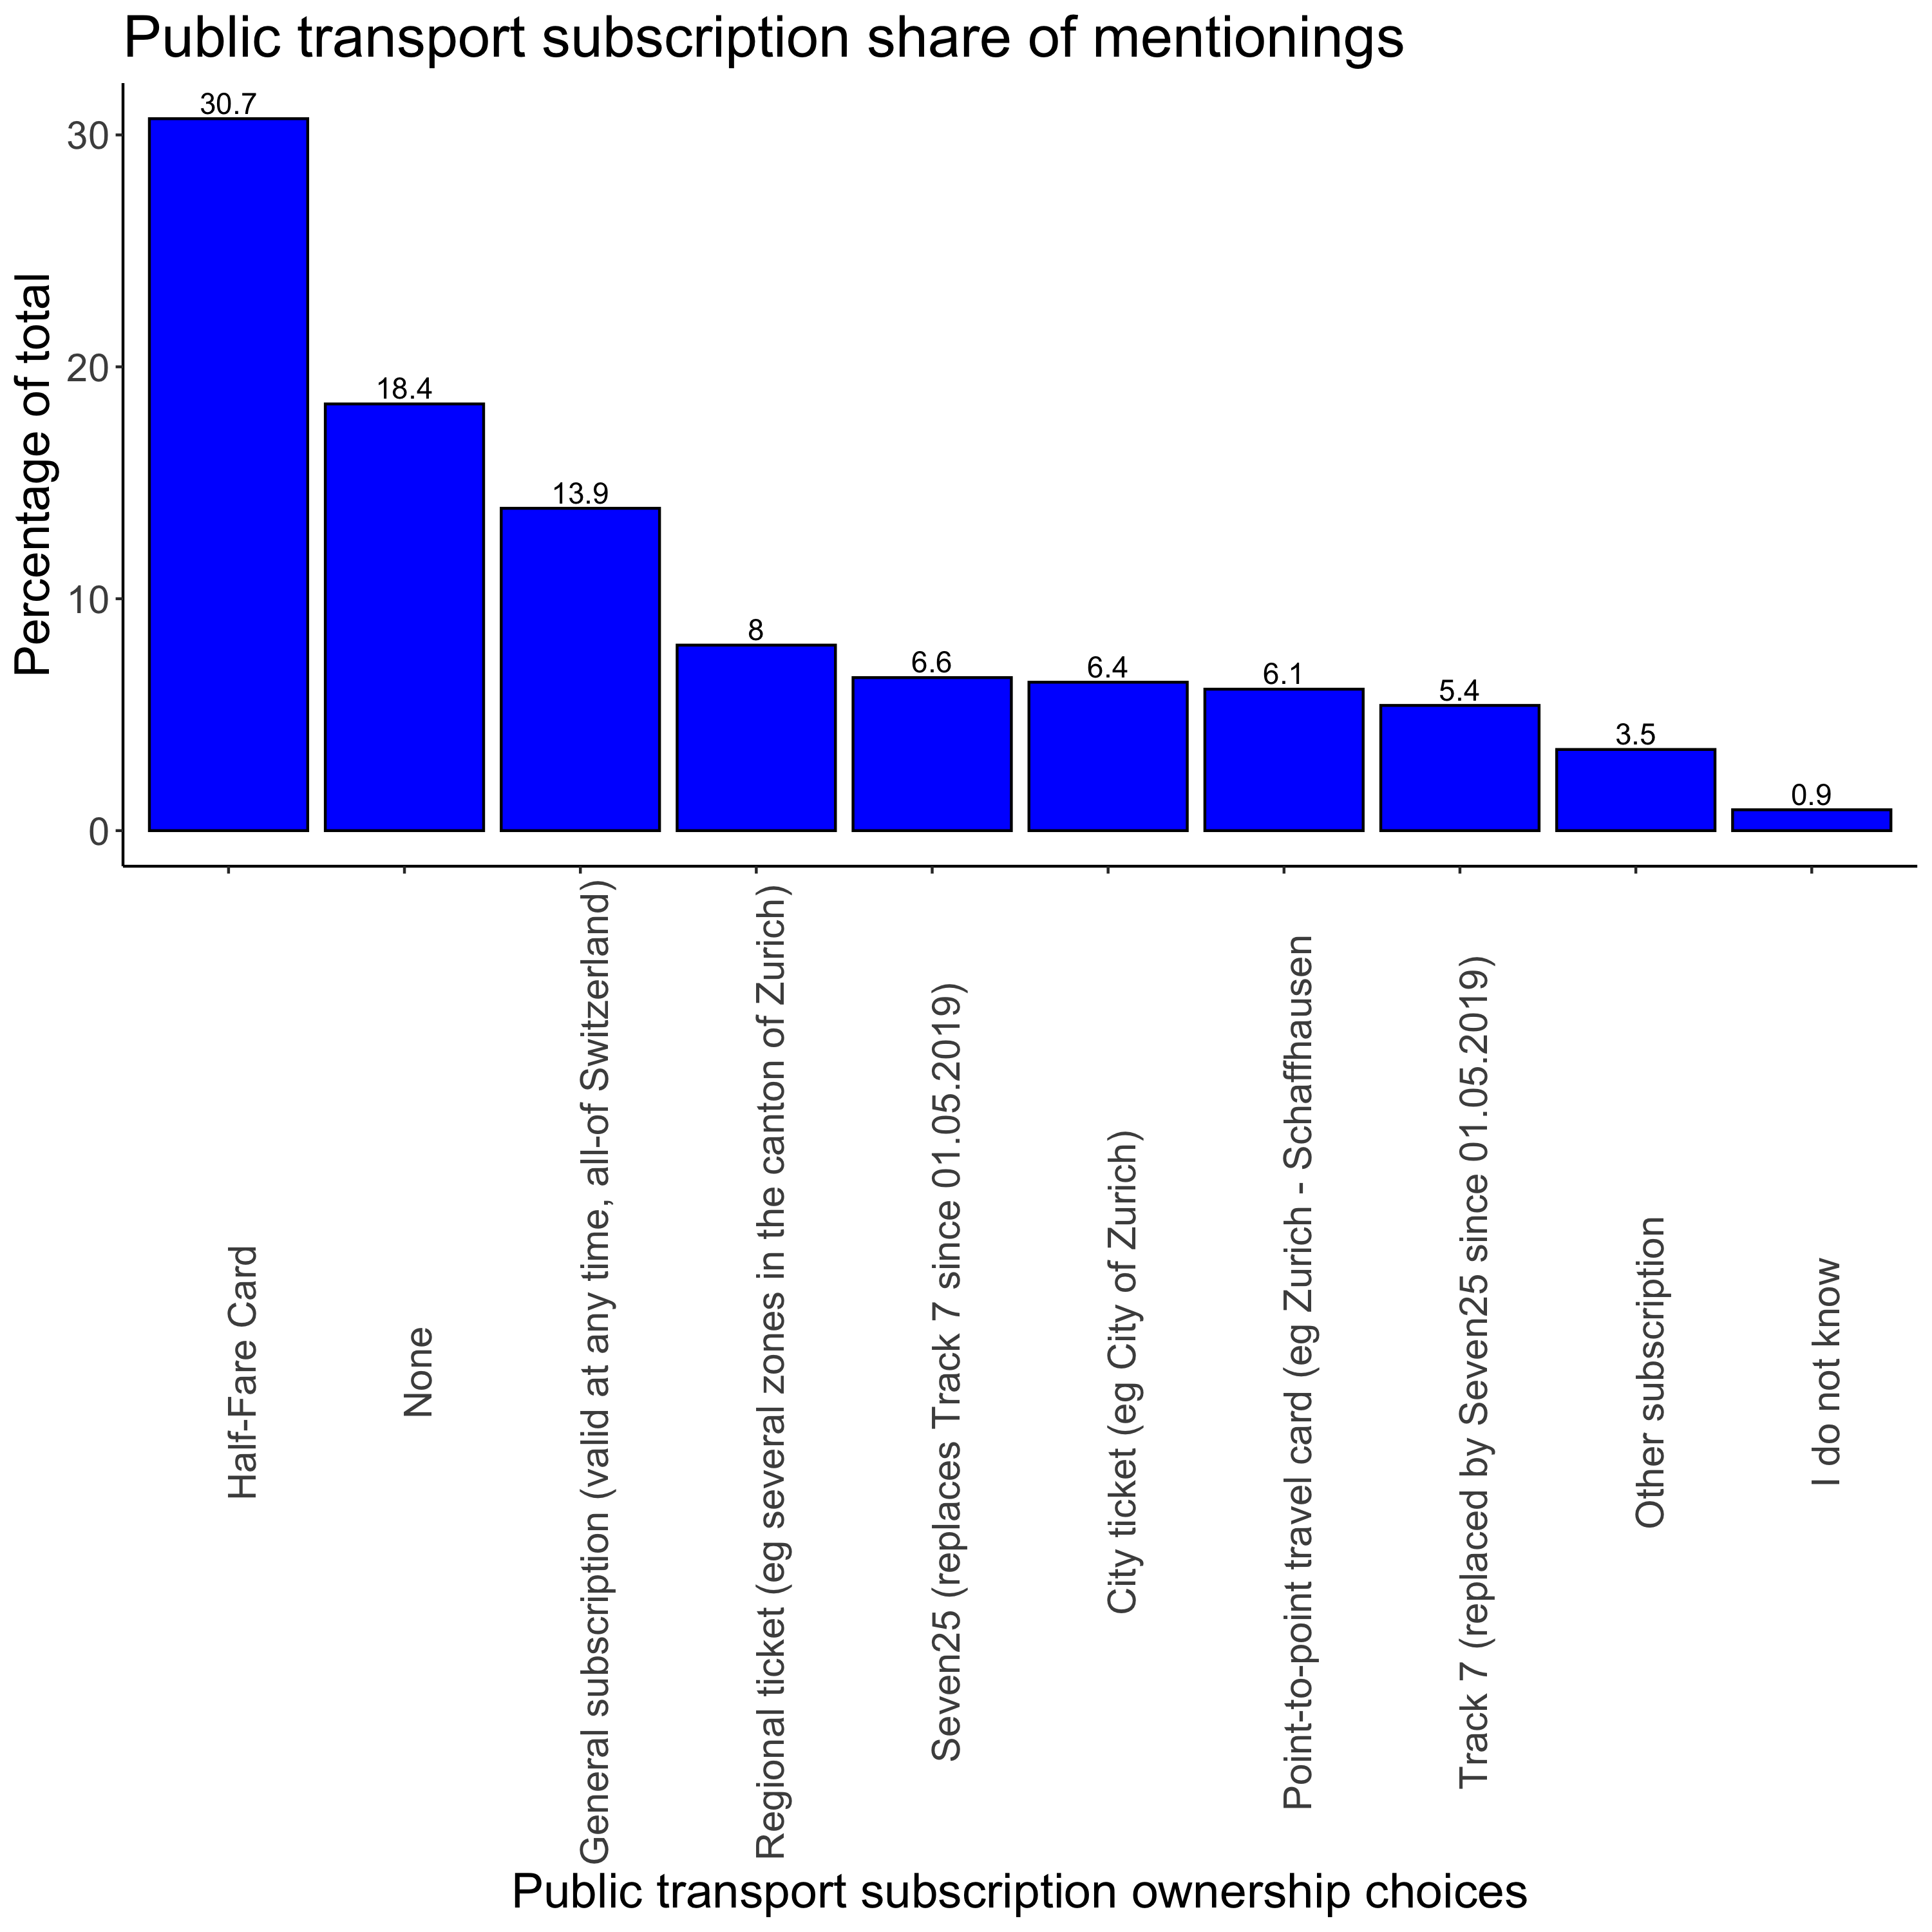 Public transport subscription share of mentionings
Percentage of total
30
20
10
0
30.7
18.4
13.9
8
6.6
6.4
6.1
5.4
3.5
0.9
Half-Fare Card
None
General subscription (valid at any time, all-of Switzerland)
Regional ticket (eg several zones in the canton of Zurich)
Seven25 (replaces Track 7 since 01.05.2019)
City ticket (eg City of Zurich)
Point-to-point travel card (eg Zurich - Schaffhausen
Track 7 (replaced by Seven25 since 01.05.2019)
Other subscription
I do not know
Public transport subscription ownership choices